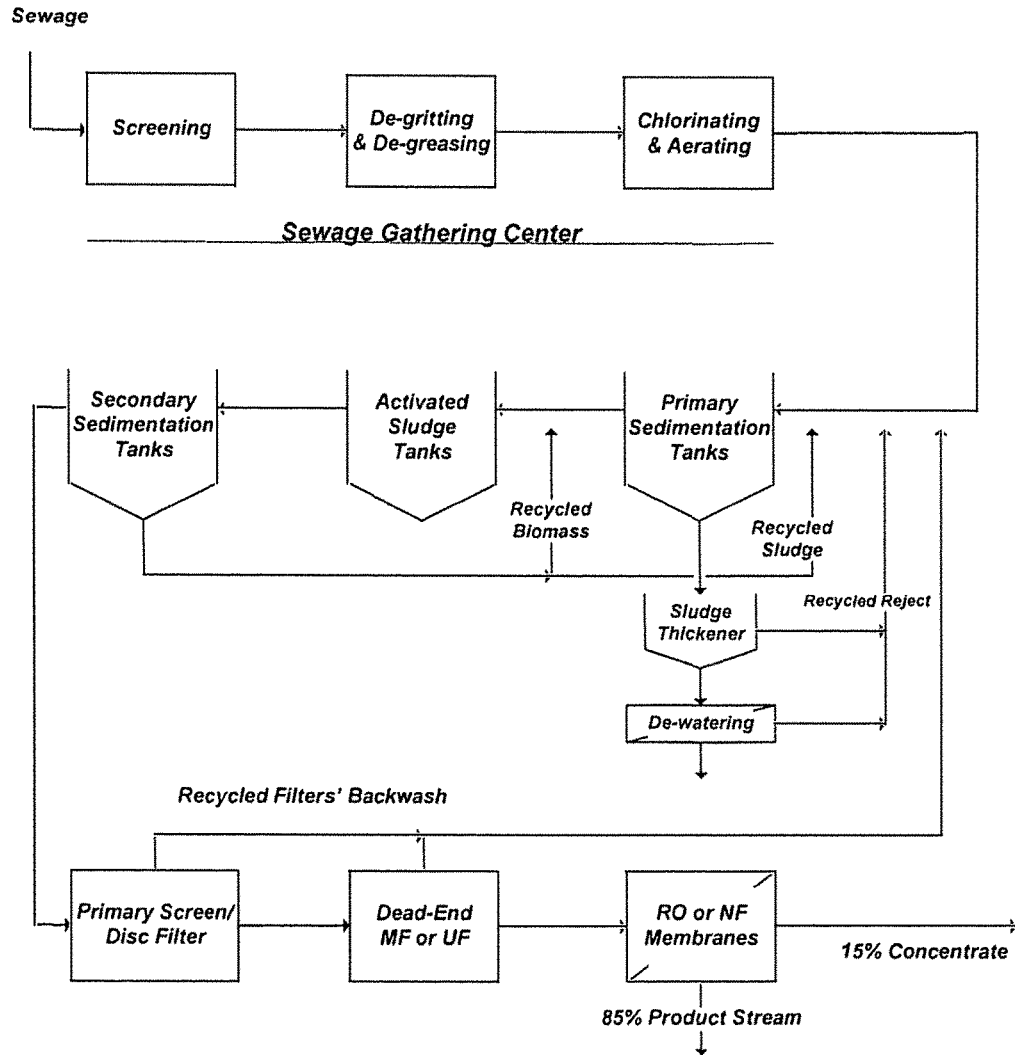 Sewage
Screening
De-gritting
& De-greasing
Chlorinating
& Aerating
Sewage Gathering Center
Secondary
Sedimentation
Tanks
Activated
Sludge
Tanks
Primary
Sedimentation
Tanks
Recycled
Biomass
Recycled
Sludge
Sludge
Thickener
Recycled Reject
De-watering
Recycled Filters' Backwash
Primary Screen/
Disc Filter
Dead-End
MF or UF
RO or NF
Membranes
15% Concentrate
85% Product Stream